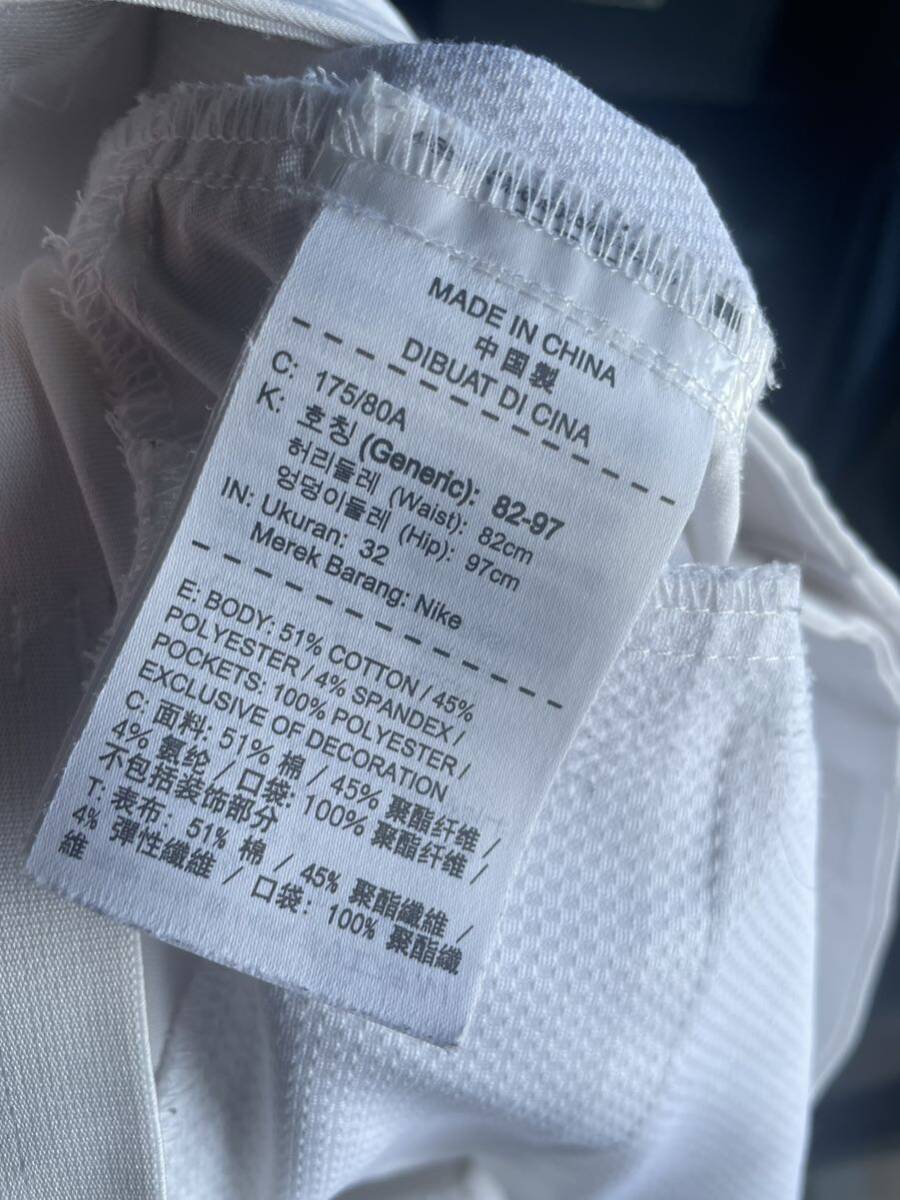 MADE IN CHINA
中国製
DIBUAT DI CINA
C: 175/80A
K: 호칭 (Generic): 82-97
허리둘레 (Waist): 82cm
엉덩이둘레 (Hip): 97cm
IN: Ukuran: 32
Merek Barang: Nike
E: BODY: 51% COTTON / 45%
POLYESTER / 4% SPANDEX /
POCKETS: 100% POLYESTER /
EXCLUSIVE OF DECORATION
C: 面料: 51% 棉 / 45% 聚酯纤维 /
4% 氨纶 / 口袋: 100% 聚酯纤维 /
不包括装饰部分
T: 表布: 51% 棉 / 45% 聚酯纖維 /
4% 彈性纖維 / 口袋: 100% 聚酯纖
維